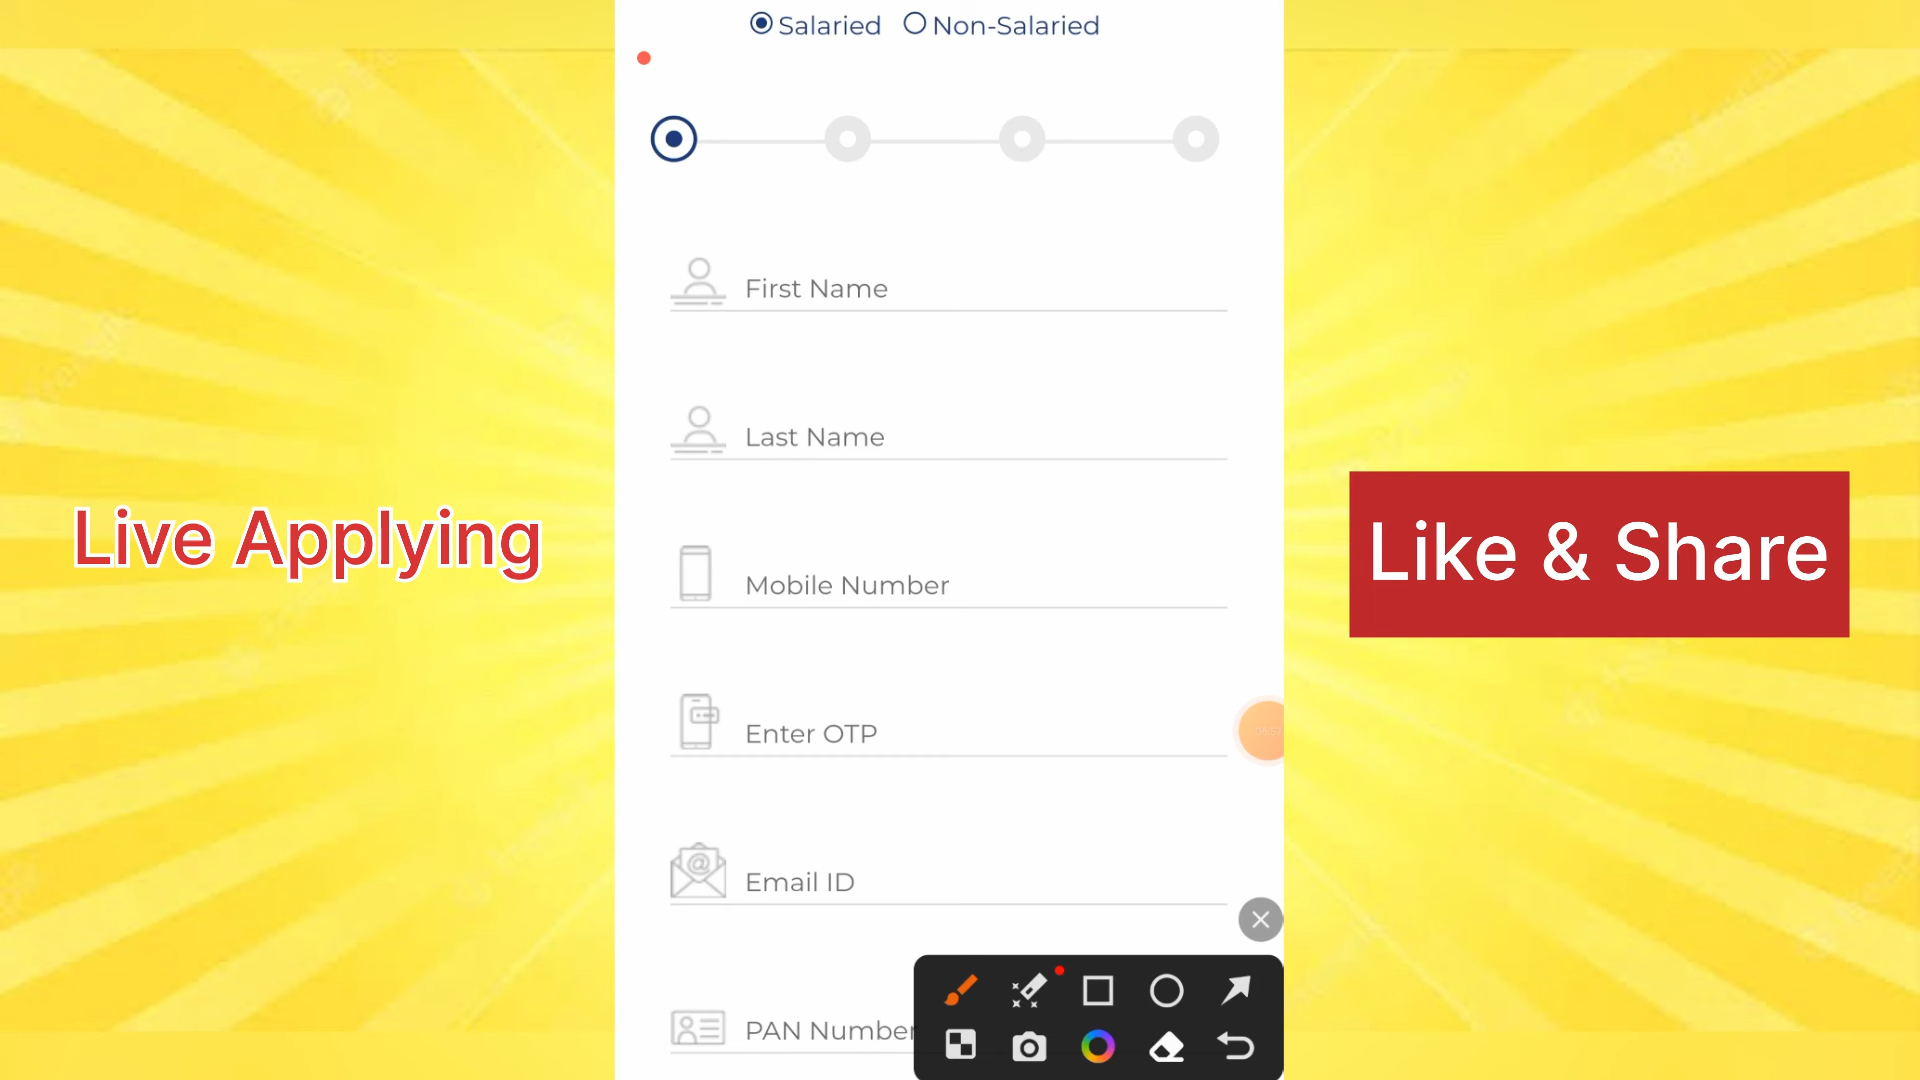 Salaried Non-Salaried
First Name
Last Name
Mobile Number
Enter OTP
Email ID
PAN Number
Live Applying
Like & Share